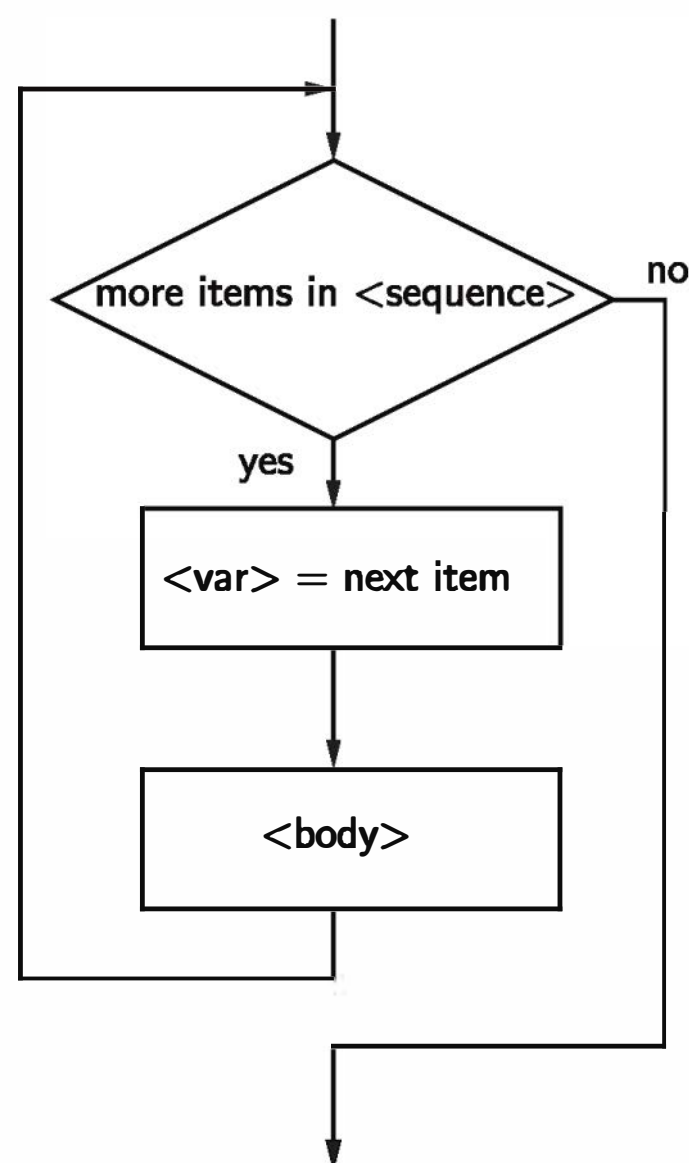 more items in <sequence>
no
yes
<var> = next item
<body>